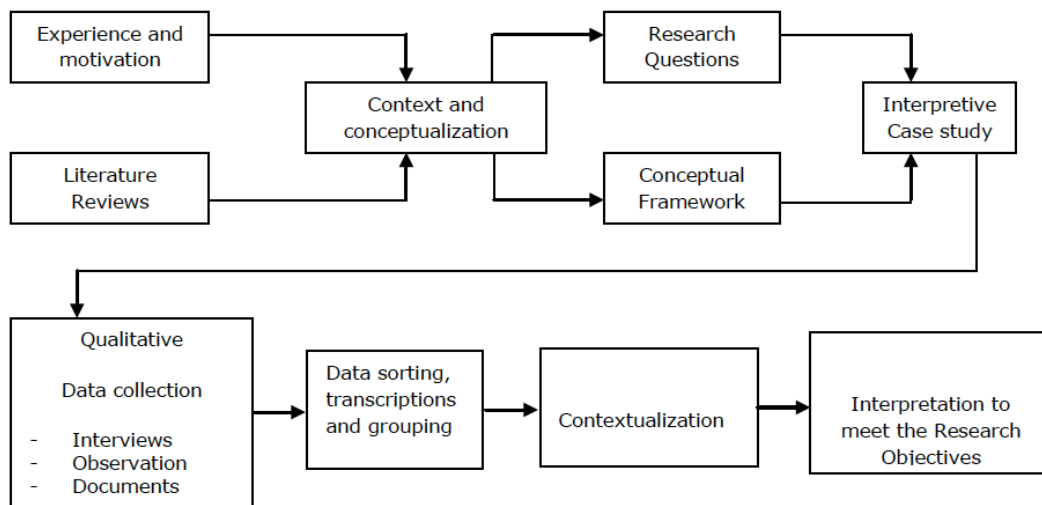 Experience and
motivation
Research
Questions
Context and
conceptualization
Interpretive
Case study
Literature
Reviews
Conceptual
Framework
Qualitative
Data collection
- Interviews
- Observation
- Documents
Data sorting,
transcriptions
and grouping
Contextualization
Interpretation to
meet the Research
Objectives